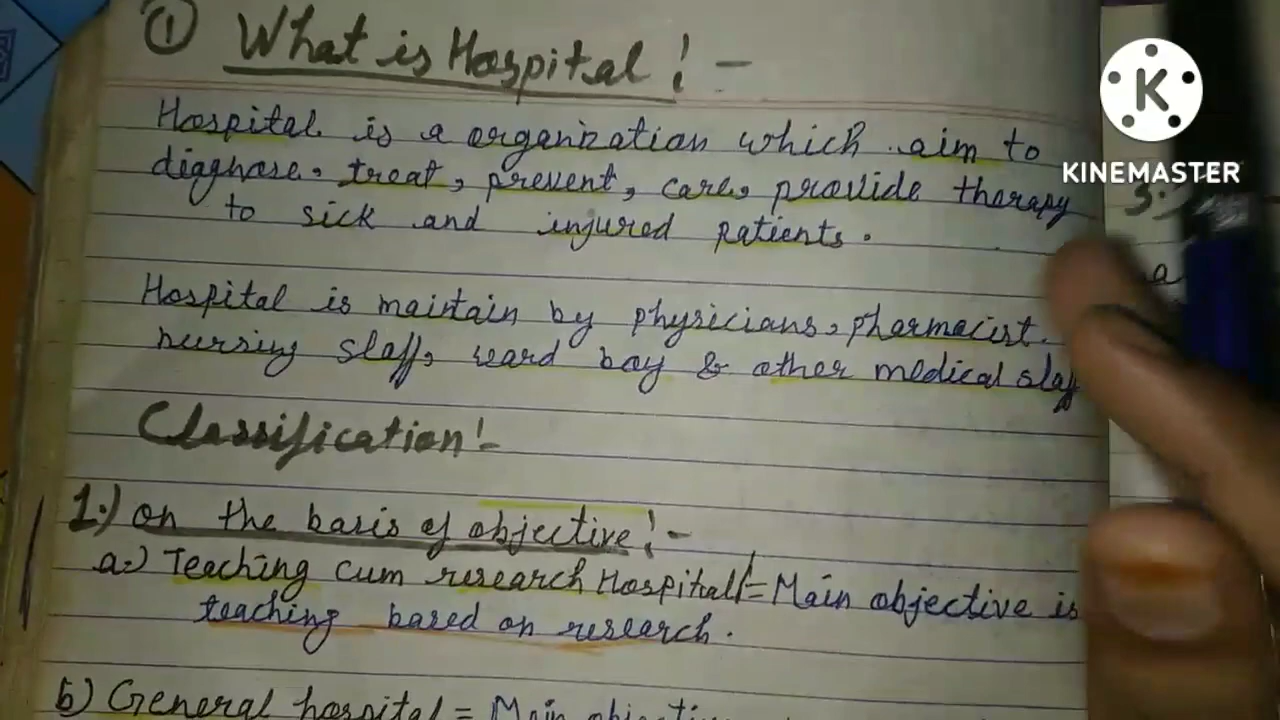 ① What is Hospital :-
Hospital is a organization which aim to
diagnose, treat, prevent, care, provide therapy
to sick and injured patients.
Hospital is maintain by physicians, pharmacist.
nursing staff, ward boy & other medical staff
Classification :-
1.) on the basis of objective :-
a.) Teaching cum research Hospital = Main objective is
teaching based on research.
b) General hospital = Main objective
K
KINEMASTER